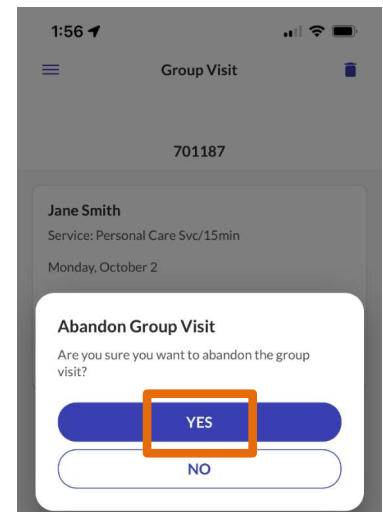 1:56
Group Visit
701187
Jane Smith
Service: Personal Care Svc/15min
Monday, October 2
Abandon Group Visit
Are you sure you want to abandon the group
visit?
YES
NO